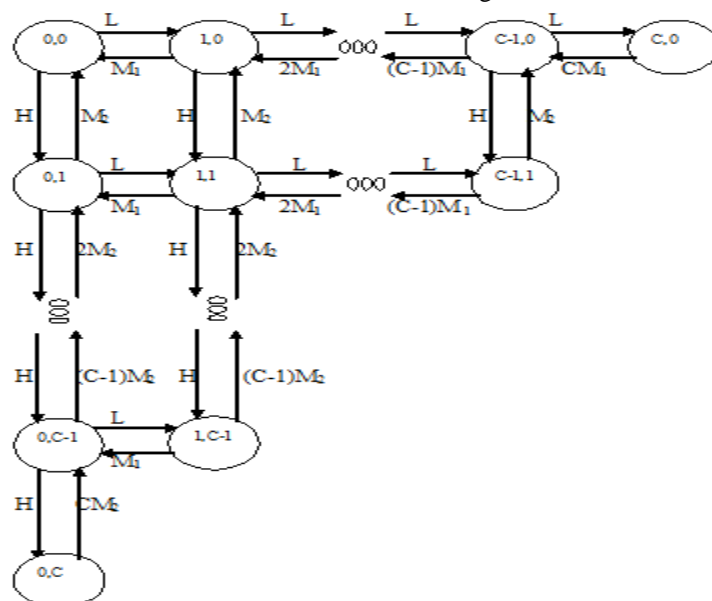 L L L L
0,0 1,0 C-1,0 C,0
M₁ 2M₁ (C-1)M₁ CM₁
H M₂ H M₂ H M₂
L L L
0,1 1,1 C-1,1
M₁ 2M₁ (C-1)M₁
H 2M₂ H 2M₂
H (C-1)M₂ H (C-1)M₂
L
0,C-1 1,C-1
M₁
H CM₂
0,C